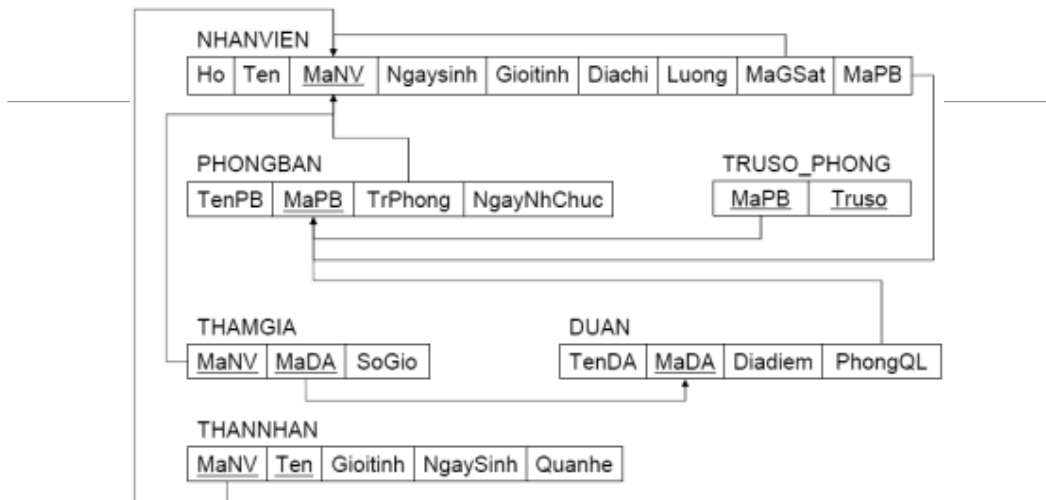 NHANVIEN
Ho Ten MaNV Ngaysinh Gioitinh Diachi Luong MaGSat MaPB
PHONGBAN
TenPB MaPB TrPhong NgayNhChuc
TRUSO_PHONG
MaPB Truso
THAMGIA
MaNV MaDA SoGio
DUAN
TenDA MaDA Diadiem PhongQL
THANNHAN
MaNV Ten Gioitinh NgaySinh Quanhe